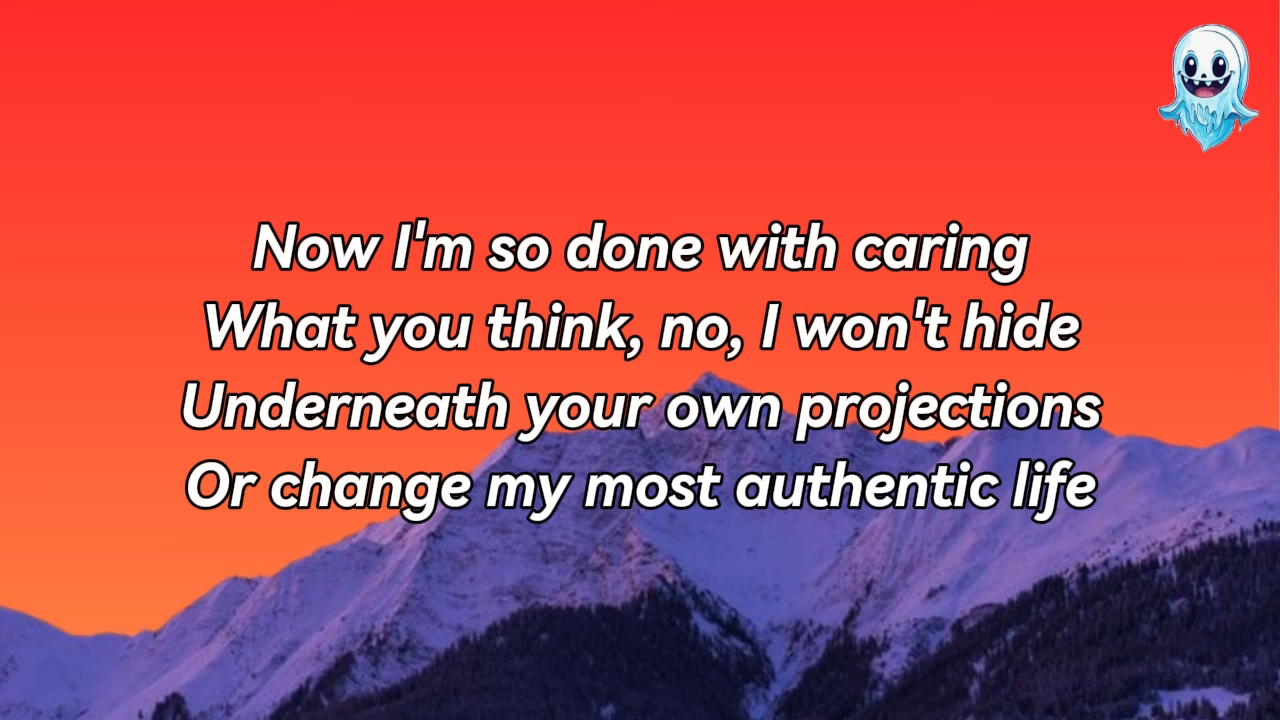 Now I'm so done with caring
What you think, no, I won't hide
Underneath your own projections
Or change my most authentic life